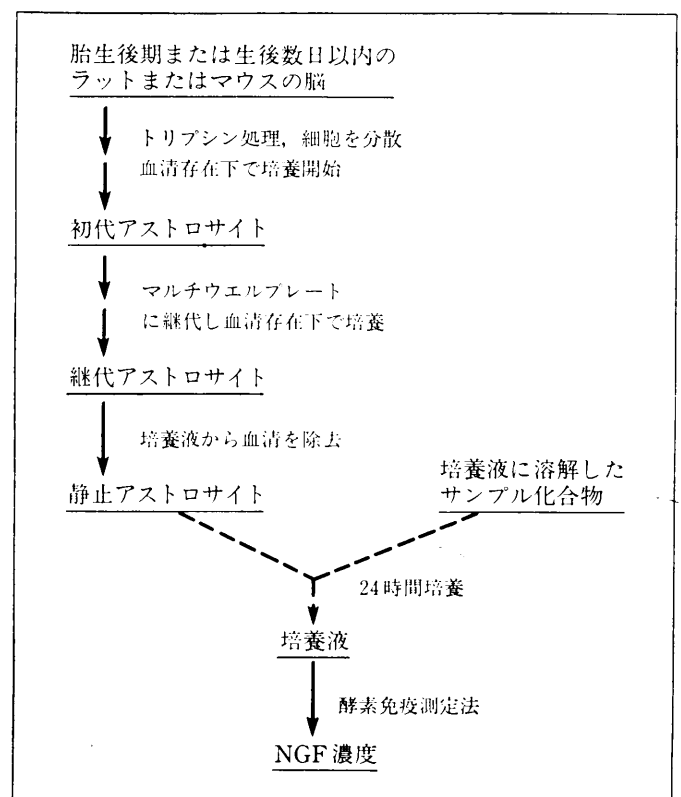 胎生後期または生後数日以内の
ラットまたはマウスの脳
トリプシン処理，細胞を分散
血清存在下で培養開始
初代アストロサイト
マルチウエルプレート
に継代し血清存在下で培養
継代アストロサイト
培養液から血清を除去
静止アストロサイト
培養液に溶解した
サンプル化合物
24時間培養
培養液
酵素免疫測定法
NGF濃度